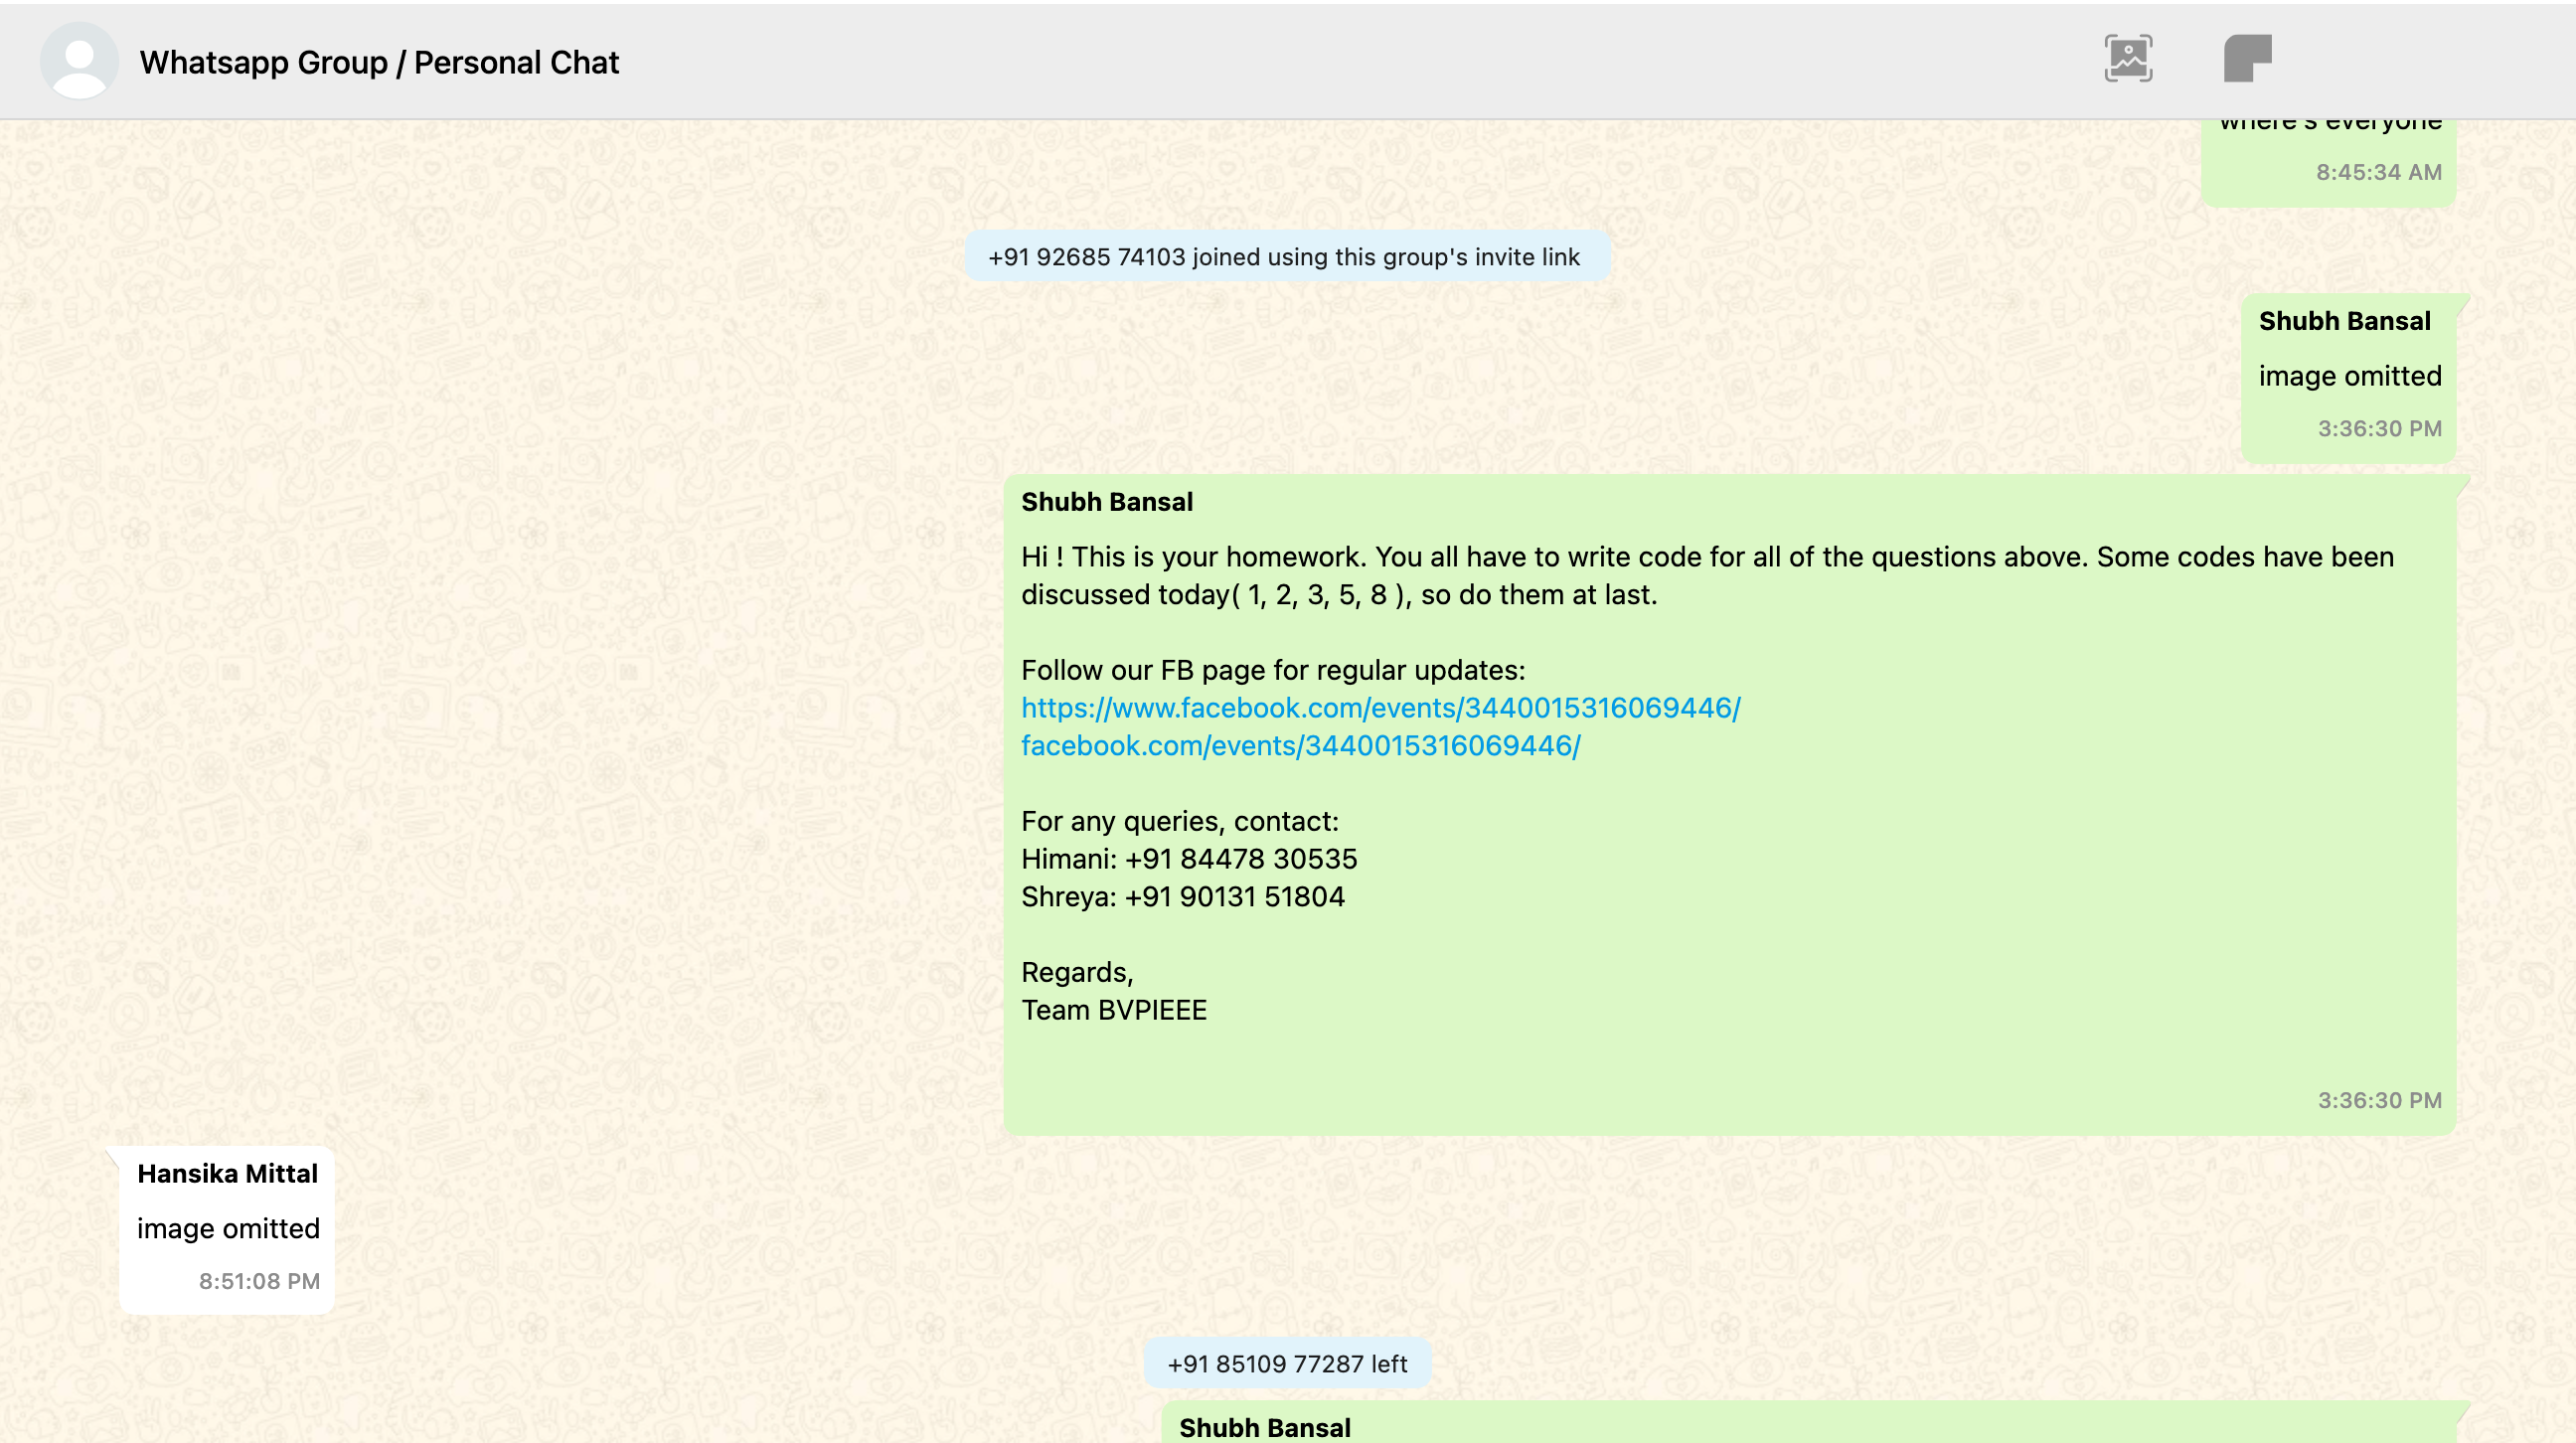 Whatsapp Group / Personal Chat
where's everyone
8:45:34 AM
+91 92685 74103 joined using this group's invite link
Shubh Bansal
image omitted
3:36:30 PM
Shubh Bansal
Hi ! This is your homework. You all have to write code for all of the questions above. Some codes have been
discussed today( 1, 2, 3, 5, 8 ), so do them at last.
Follow our FB page for regular updates:
https://www.facebook.com/events/3440015316069446/
facebook.com/events/3440015316069446/
For any queries, contact:
Himani: +91 84478 30535
Shreya: +91 90131 51804
Regards,
Team BVPIEEE
3:36:30 PM
Hansika Mittal
image omitted
8:51:08 PM
+91 85109 77287 left
Shubh Bansal